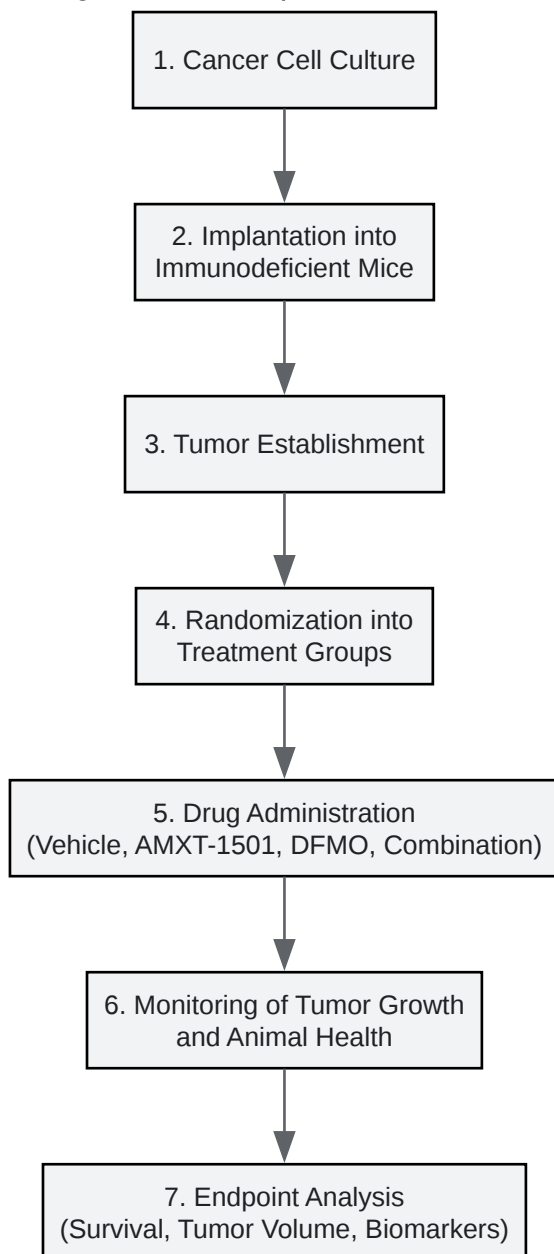 1. Cancer Cell Culture
2. Implantation into
Immunodeficient Mice
3. Tumor Establishment
4. Randomization into
Treatment Groups
5. Drug Administration
(Vehicle, AMXT-1501, DFMO, Combination)
6. Monitoring of Tumor Growth
and Animal Health
7. Endpoint Analysis
(Survival, Tumor Volume, Biomarkers)